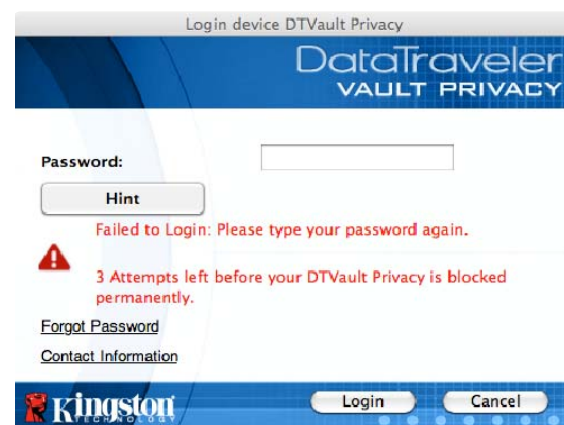 Login device DTVault Privacy
DataTraveler
VAULT PRIVACY
Password:
Hint
Failed to Login: Please type your password again.
3 Attempts left before your DTVault Privacy is blocked
permanently.
Forgot Password
Contact Information
Kingston
TECHNOLOGY
Login
Cancel